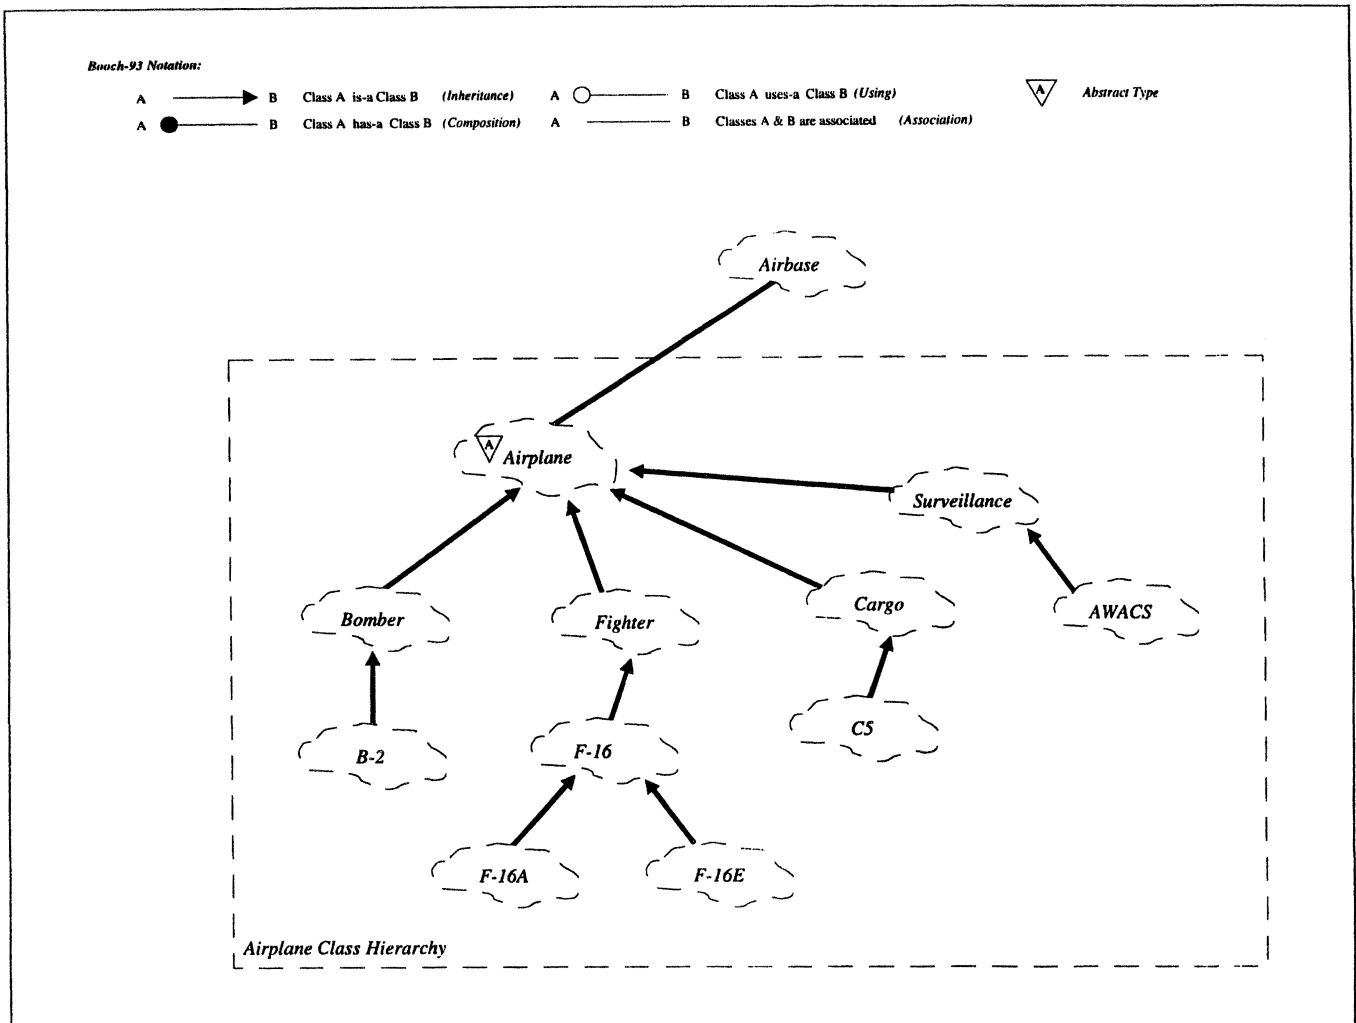 Booch-93 Notation:
A B Class A is-a Class B (Inheritance) A B Class A uses-a Class B (Using) A Abstract Type
A B Class A has-a Class B (Composition) A B Classes A & B are associated (Association)
Airbase
A Airplane
Surveillance
Bomber
Fighter
Cargo
AWACS
B-2
F-16
C5
F-16A
F-16E
Airplane Class Hierarchy